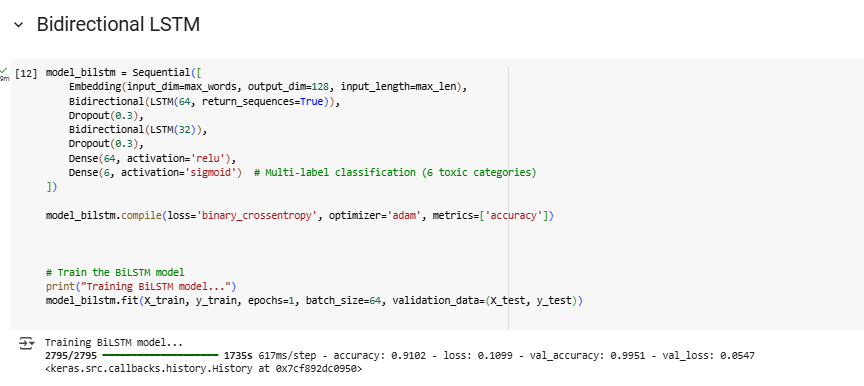 Bidirectional LSTM
9m
[12] model_bilstm = Sequential([
    Embedding(input_dim=max_words, output_dim=128, input_length=max_len),
    Bidirectional(LSTM(64, return_sequences=True)),
    Dropout(0.3),
    Bidirectional(LSTM(32)),
    Dropout(0.3),
    Dense(64, activation='relu'),
    Dense(6, activation='sigmoid')  # Multi-label classification (6 toxic categories)
])
model_bilstm.compile(loss='binary_crossentropy', optimizer='adam', metrics=['accuracy'])
# Train the BiLSTM model
print("Training BiLSTM model...")
model_bilstm.fit(X_train, y_train, epochs=1, batch_size=64, validation_data=(X_test, y_test))
Training BiLSTM model...
2795/2795 ━━━━━━━━━━━━━━━━━━━━ 1735s 617ms/step - accuracy: 0.9102 - loss: 0.1099 - val_accuracy: 0.9951 - val_loss: 0.0547
<keras.src.callbacks.history.History at 0x7cf892dc0950>